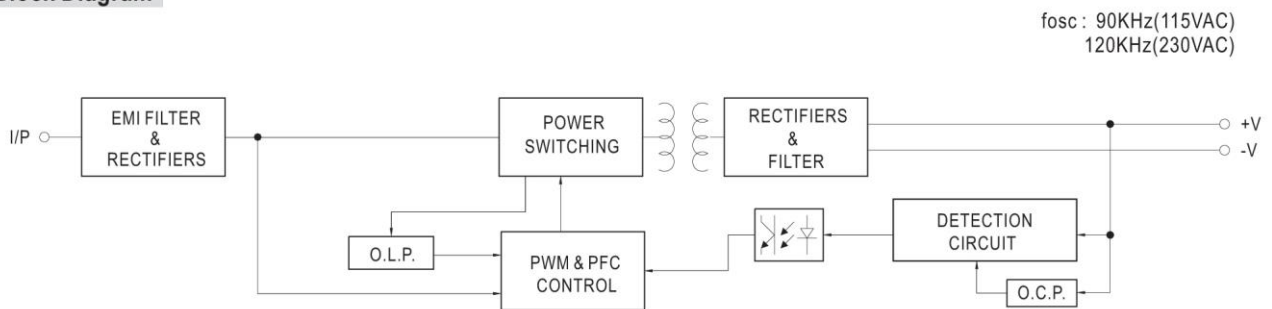 Block Diagram
fosc : 90KHz(115VAC)
120KHz(230VAC)
I/P
EMI FILTER
&
RECTIFIERS
POWER
SWITCHING
RECTIFIERS
&
FILTER
+V
-V
O.L.P.
PWM & PFC
CONTROL
DETECTION
CIRCUIT
O.C.P.